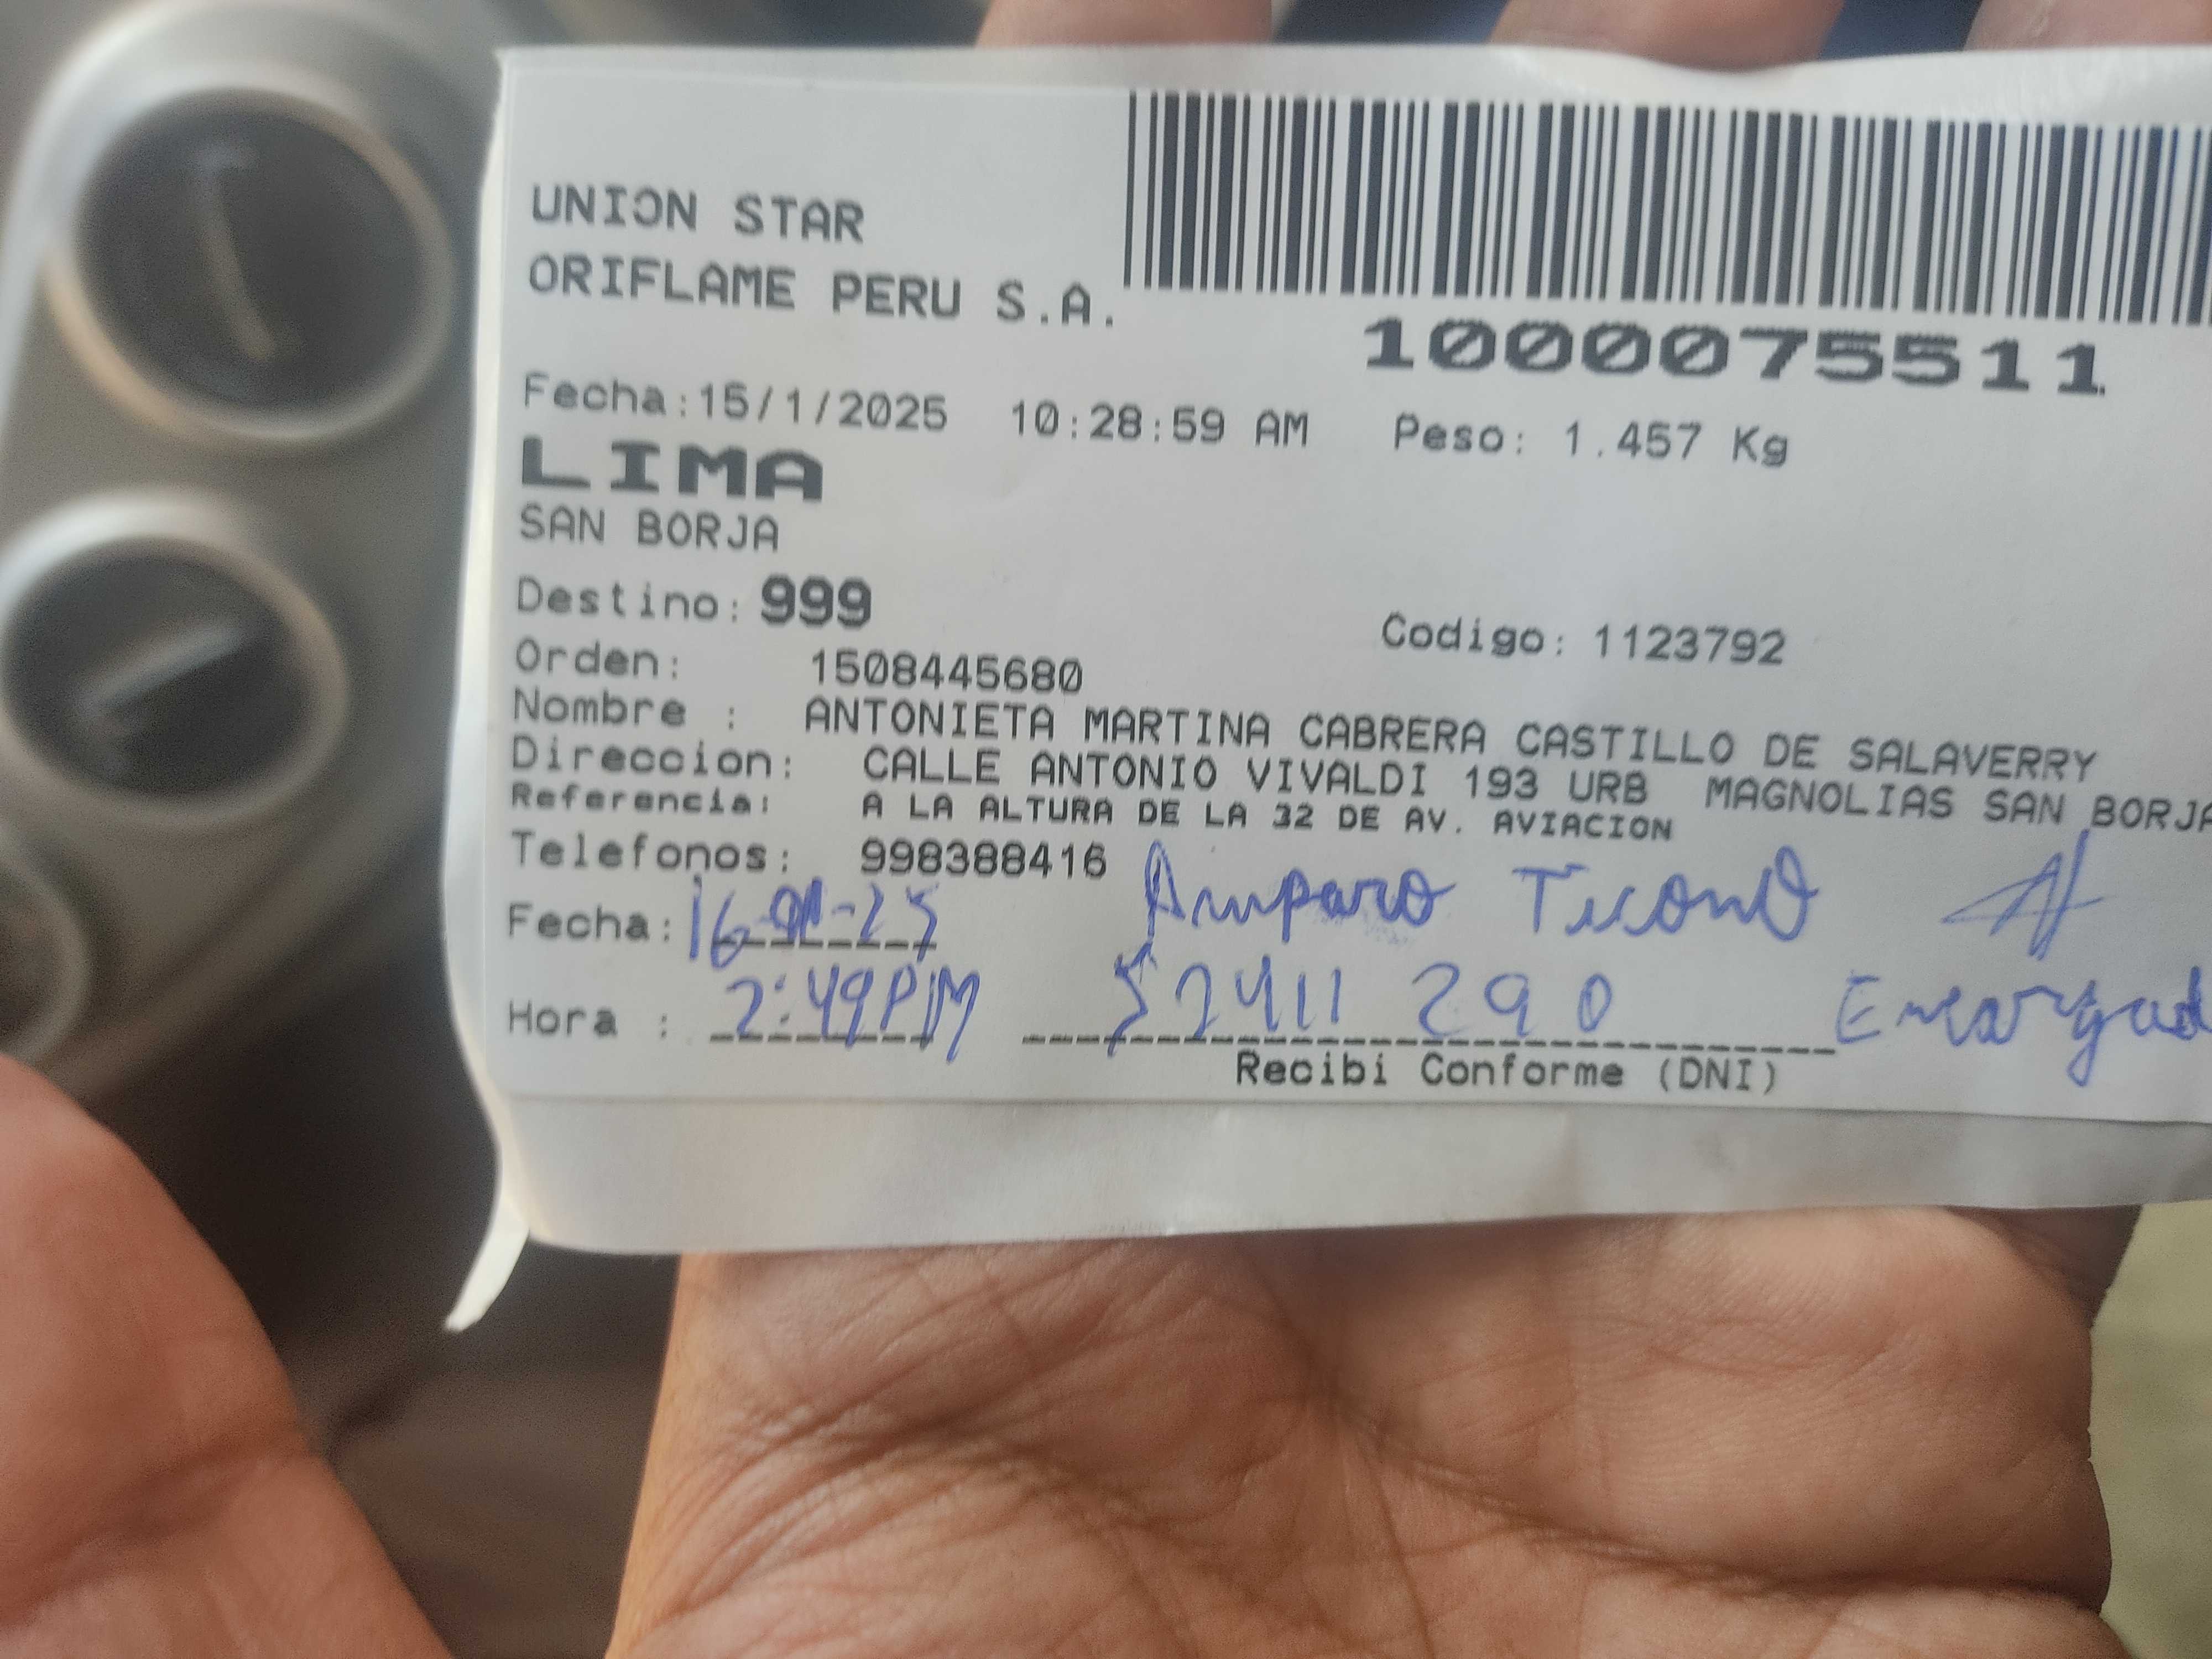 UNION STAR
ORIFLAME PERU S.A.
1000075511
Fecha:15/1/2025 10:28:59 AM Peso: 1.457 Kg
LIMA
SAN BORJA
Destino: 999
Codigo: 1123792
Orden: 1508445680
Nombre : ANTONIETA MARTINA CABRERA CASTILLO DE SALAVERRY
Direccion: CALLE ANTONIO VIVALDI 193 URB MAGNOLIAS SAN BORJA
Referencia: A LA ALTURA DE LA 32 DE AV. AVIACION
Telefonos: 998388416 Amparo
Fecha: 16-01-25
Hora : 2:49PM
Recibi Conforme (DNI)